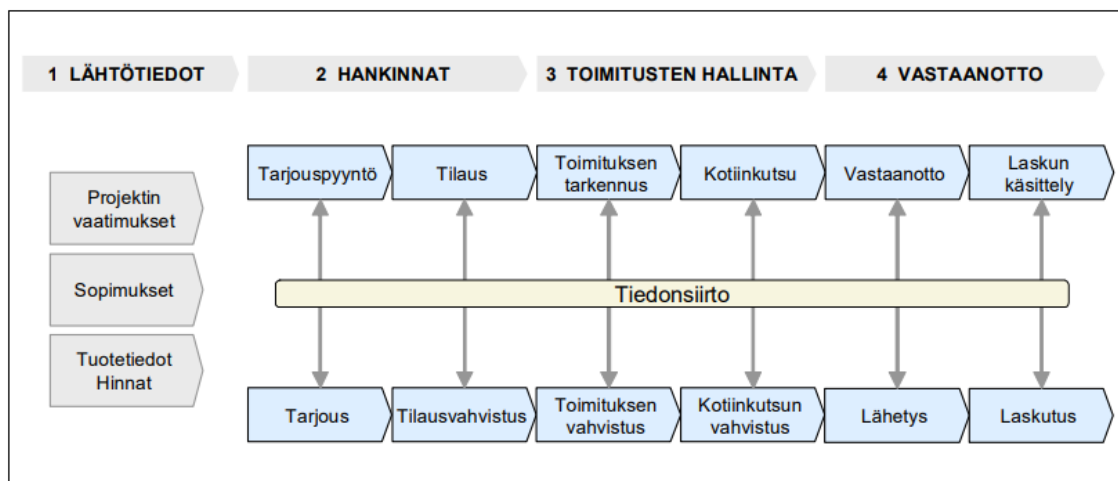 1 LÄHTÖTIEDOT
2 HANKINNAT
3 TOIMITUSTEN HALLINTA
4 VASTAANOTTO
Projektin
vaatimukset
Sopimukset
Tuotetiedot
Hinnat
Tarjouspyyntö
Tilaus
Toimituksen
tarkennus
Kotiinkutsu
Vastaanotto
Laskun
käsittely
Tiedonsiirto
Tarjous
Tilausvahvistus
Toimituksen
vahvistus
Kotiinkutsun
vahvistus
Lähetys
Laskutus